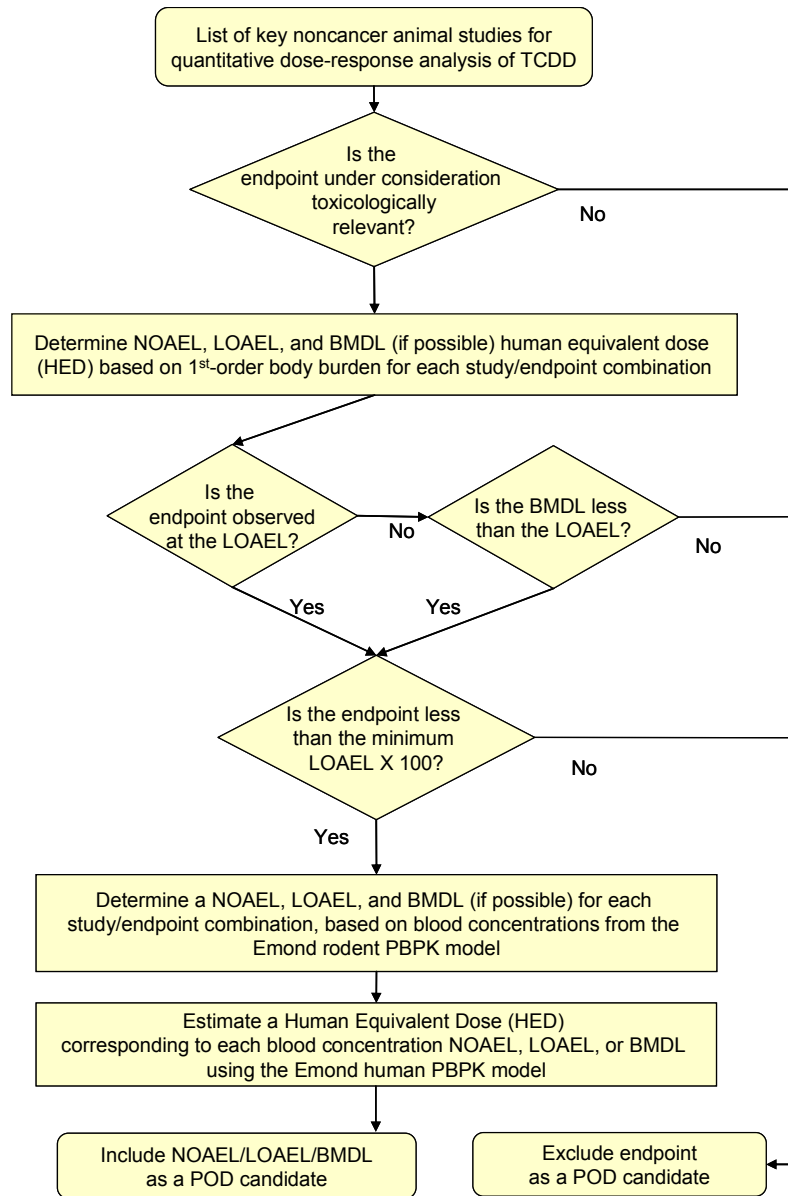 List of key noncancer animal studies for
quantitative dose-response analysis of TCDD
Is the
endpoint under consideration
toxicologically
relevant?
No
Determine NOAEL, LOAEL, and BMDL (if possible) human equivalent dose
(HED) based on 1st-order body burden for each study/endpoint combination
Is the
endpoint observed
at the LOAEL?
No
Is the BMDL less
than the LOAEL?
No
Yes
Yes
Is the endpoint less
than the minimum
LOAEL X 100?
No
Yes
Determine a NOAEL, LOAEL, and BMDL (if possible) for each
study/endpoint combination, based on blood concentrations from the
Emond rodent PBPK model
Estimate a Human Equivalent Dose (HED)
corresponding to each blood concentration NOAEL, LOAEL, or BMDL
using the Emond human PBPK model
Include NOAEL/LOAEL/BMDL
as a POD candidate
Exclude endpoint
as a POD candidate